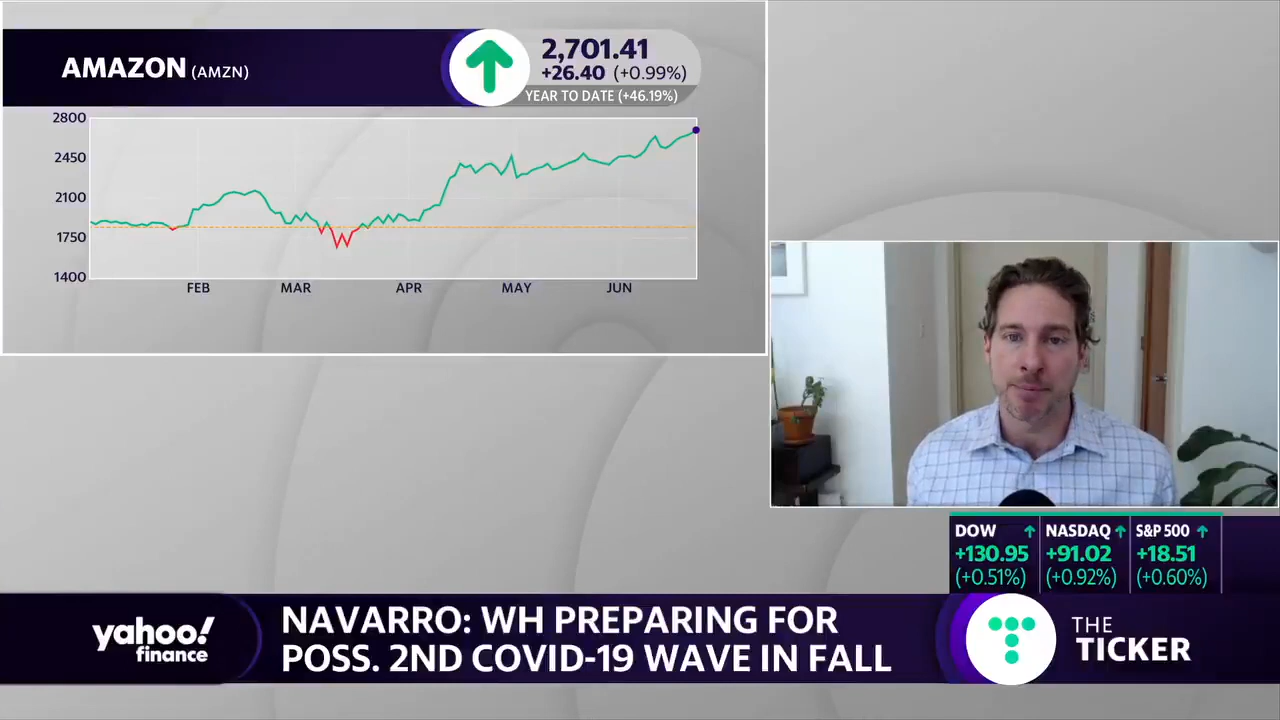 AMAZON (AMZN)
2,701.41
+26.40 (+0.99%)
YEAR TO DATE (+46.19%)
2800
2450
2100
1750
1400
FEB MAR APR MAY JUN
DOW
+130.95
(+0.51%)
NASDAQ
+91.02
(+0.92%)
S&P 500
+18.51
(+0.60%)
yahoo!
finance
NAVARRO: WH PREPARING FOR
POSS. 2ND COVID-19 WAVE IN FALL
THE
TICKER